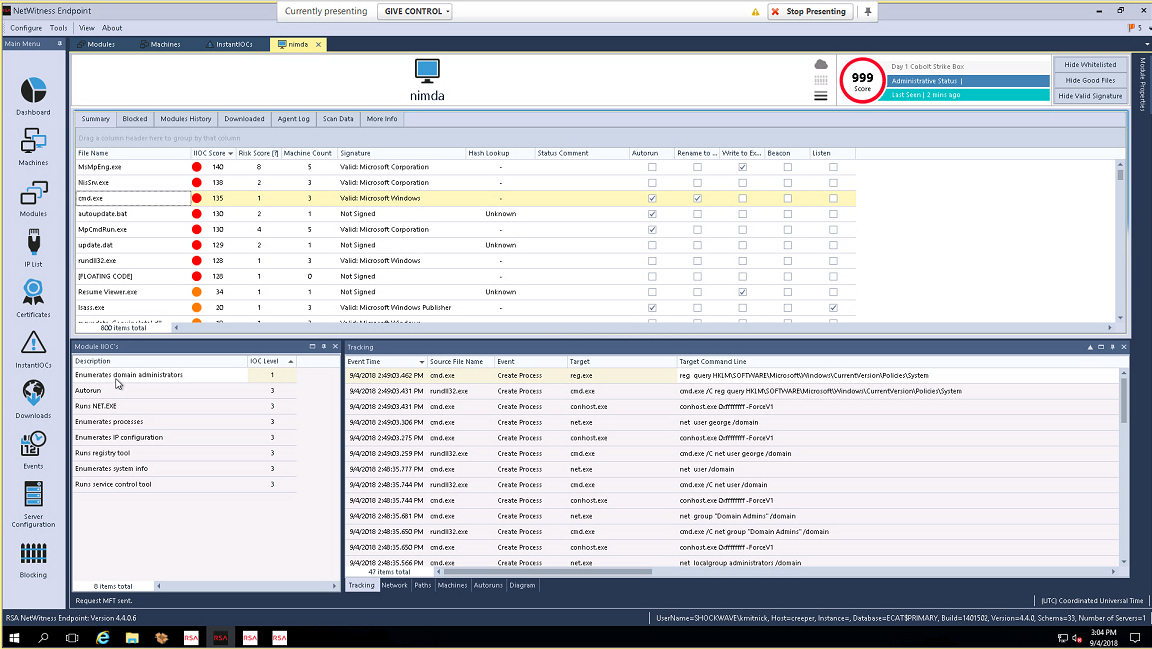 NetWitness Endpoint
Currently presenting GIVE CONTROL Stop Presenting
Configure Tools View About 5
Main Menu Modules Machines InstantIOCs nimda
nimda
999
Score
Day 1 Cobolt Strike Box
Administrative Status |
Last Seen | 2 mins ago
Hide Whitelisted
Hide Good Files
Hide Valid Signature
Module Properties
Dashboard
Machines
Modules
IP List
Certificates
InstantIOCs
Downloads
Events
Server
Configuration
Blocking
Summary Blocked Modules History Downloaded Agent Log Scan Data More Info
Drag a column header here to group by that column
File Name IIOC Score Risk Score [?] Machine Count Signature Hash Lookup Status Comment Autorun Rename to ... Write to Ex... Beacon Listen
MsMpEng.exe 140 8 5 Valid: Microsoft Corporation -
NisSrv.exe 138 2 3 Valid: Microsoft Corporation -
cmd.exe 135 1 3 Valid: Microsoft Windows -
autoupdate.bat 130 2 1 Not Signed Unknown
MpCmdRun.exe 130 4 5 Valid: Microsoft Corporation -
update.dat 129 2 1 Not Signed Unknown
rundll32.exe 128 1 3 Valid: Microsoft Windows -
[FLOATING CODE] 128 1 0 Not Signed -
Resume Viewer.exe 34 1 1 Not Signed Unknown
lsass.exe 20 1 3 Valid: Microsoft Windows Publisher -
800 items total
Module IIOC's
Description IOC Level
Enumerates domain administrators 1
Autorun 3
Runs NET.EXE 3
Enumerates processes 3
Enumerates IP configuration 3
Runs registry tool 3
Enumerates system info 3
Runs service control tool 3
8 items total
Tracking
Event Time Source File Name Event Target Target Command Line
9/4/2018 2:49:03.462 PM cmd.exe Create Process reg.exe reg query HKLM\SOFTWARE\Microsoft\Windows\CurrentVersion\Policies\System
9/4/2018 2:49:03.431 PM rundll32.exe Create Process cmd.exe cmd.exe /C reg query HKLM\SOFTWARE\Microsoft\Windows\CurrentVersion\Policies\System
9/4/2018 2:49:03.431 PM cmd.exe Create Process conhost.exe conhost.exe 0xffffffff -ForceV1
9/4/2018 2:49:03.306 PM cmd.exe Create Process net.exe net user george /domain
9/4/2018 2:49:03.275 PM cmd.exe Create Process conhost.exe conhost.exe 0xffffffff -ForceV1
9/4/2018 2:49:03.259 PM rundll32.exe Create Process cmd.exe cmd.exe /C net user george /domain
9/4/2018 2:48:35.777 PM cmd.exe Create Process net.exe net user /domain
9/4/2018 2:48:35.744 PM rundll32.exe Create Process cmd.exe cmd.exe /C net user /domain
9/4/2018 2:48:35.744 PM cmd.exe Create Process conhost.exe conhost.exe 0xffffffff -ForceV1
9/4/2018 2:48:35.681 PM cmd.exe Create Process net.exe net group "Domain Admins" /domain
9/4/2018 2:48:35.650 PM rundll32.exe Create Process cmd.exe cmd.exe /C net group "Domain Admins" /domain
9/4/2018 2:48:35.650 PM cmd.exe Create Process conhost.exe conhost.exe 0xffffffff -ForceV1
9/4/2018 2:48:35.566 PM cmd.exe Create Process net.exe net localgroup administrators /domain
47 items total
Tracking Network Paths Machines Autoruns Diagram
Request MFT sent. (UTC) Coordinated Universal Time
RSA NetWitness Endpoint: Version 4.4.0.6 UserName=SHOCKWAVE\kmitnick, Host=creeper, Instance=, Database=ECAT$PRIMARY, Build=1401502, Version=4.4.0, Schema=33, Number of Servers=1
RSA RSA RSA RSA
3:04 PM
9/4/2018